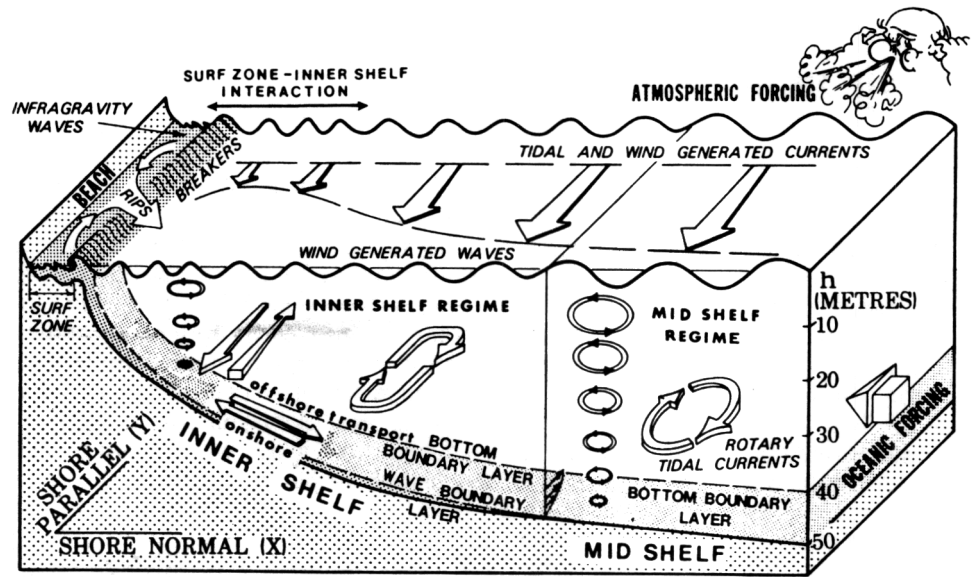 SURF ZONE-INNER SHELF
INTERACTION
ATMOSPHERIC FORCING
INFRAGRAVITY
WAVES
BEACH
RIPS
BREAKERS
TIDAL AND WIND GENERATED CURRENTS
WIND GENERATED WAVES
SURF
ZONE
INNER SHELF REGIME
MID SHELF
REGIME
h
(METRES)
10
20
30
40
50
offshore transport
onshore
BOTTOM
BOUNDARY LAYER
WAVE BOUNDARY
LAYER
ROTARY
TIDAL CURRENTS
BOTTOM BOUNDARY
LAYER
OCEANIC FORCING
INNER SHELF
MID SHELF
SHORE
PARALLEL (Y)
SHORE NORMAL (X)